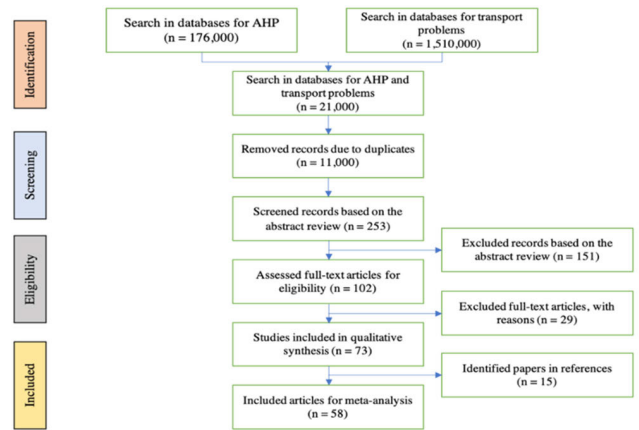 Search in databases for AHP
(n = 176,000)
Search in databases for transport
problems
(n = 1,510,000)
Identification
Search in databases for AHP and
transport problems
(n = 21,000)
Screening
Removed records due to duplicates
(n = 11,000)
Screened records based on the
abstract review (n = 253)
Excluded records based on the
abstract review (n = 151)
Eligibility
Assessed full-text articles for
eligibility (n = 102)
Excluded full-text articles, with
reasons (n = 29)
Studies included in qualitative
synthesis (n = 73)
Identified papers in references
(n = 15)
Included
Included articles for meta-analysis
(n = 58)